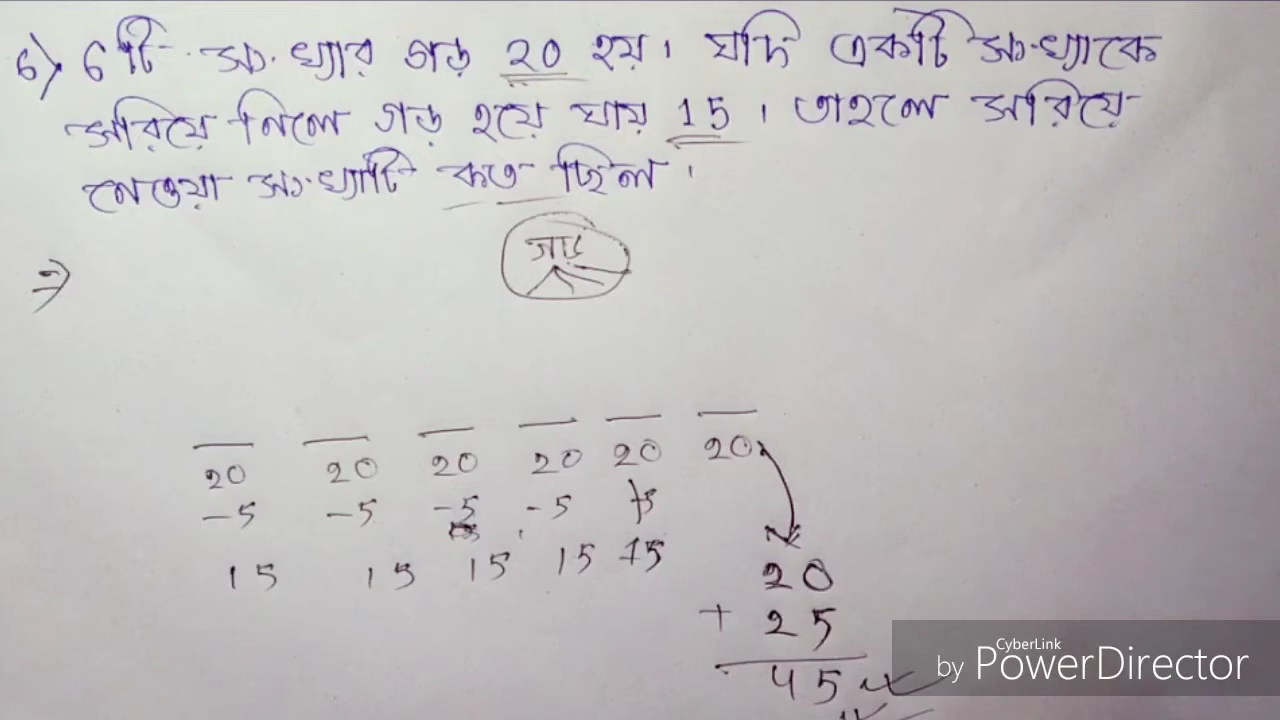 6) 6টি সংখ্যার গড় 20 হয়। যদি একটি সংখ্যাকে
সরিয়ে নিলে গড় হয়ে যায় 15। তাহলে সরিয়ে
নেওয়া সংখ্যাটি কত ছিল।
⇒
20 20 20 20 20 20
-5 -5 -5 -5 -5
15 15 15 15 15
20
+ 25
45
CyberLink
by PowerDirector